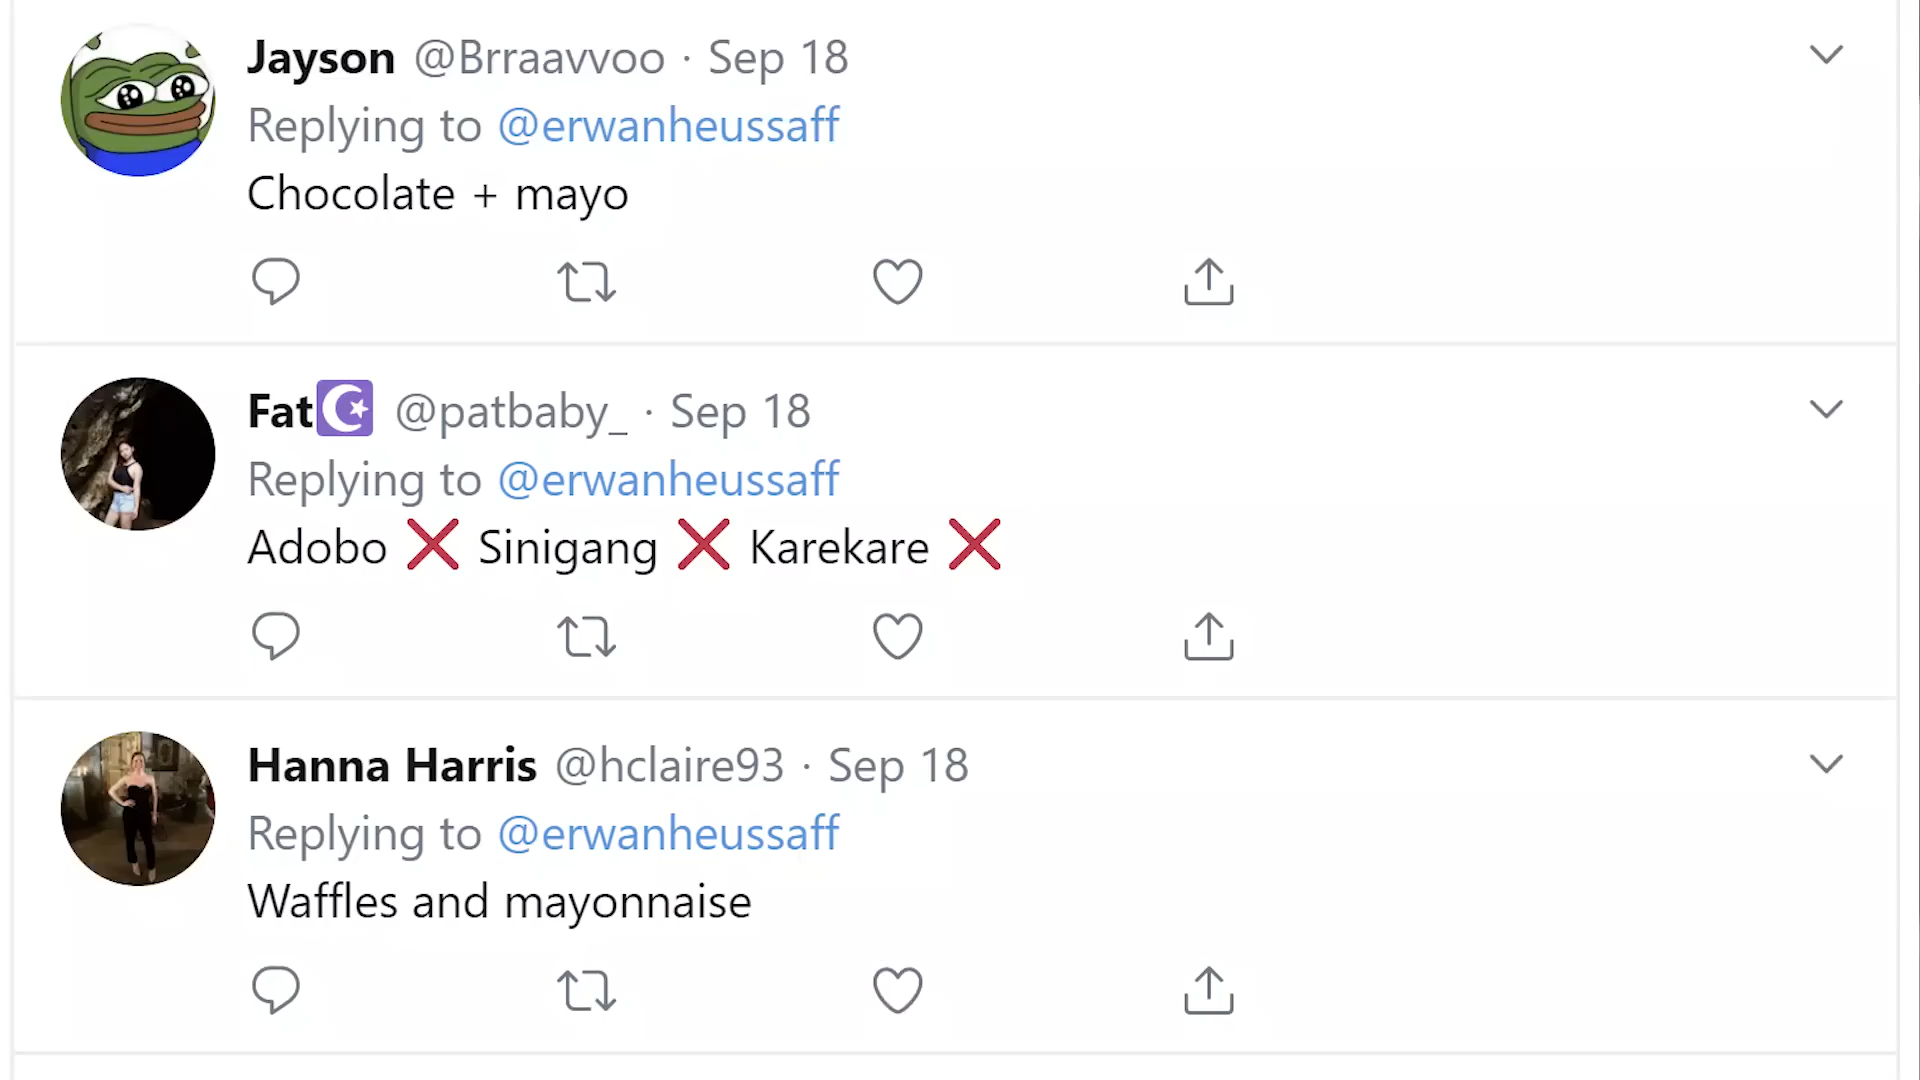 Jayson @Brraavvoo · Sep 18
Replying to @erwanheussaff
Chocolate + mayo
Fat☪️ @patbaby_ · Sep 18
Replying to @erwanheussaff
Adobo ❌ Sinigang ❌ Karekare ❌
Hanna Harris @hclaire93 · Sep 18
Replying to @erwanheussaff
Waffles and mayonnaise